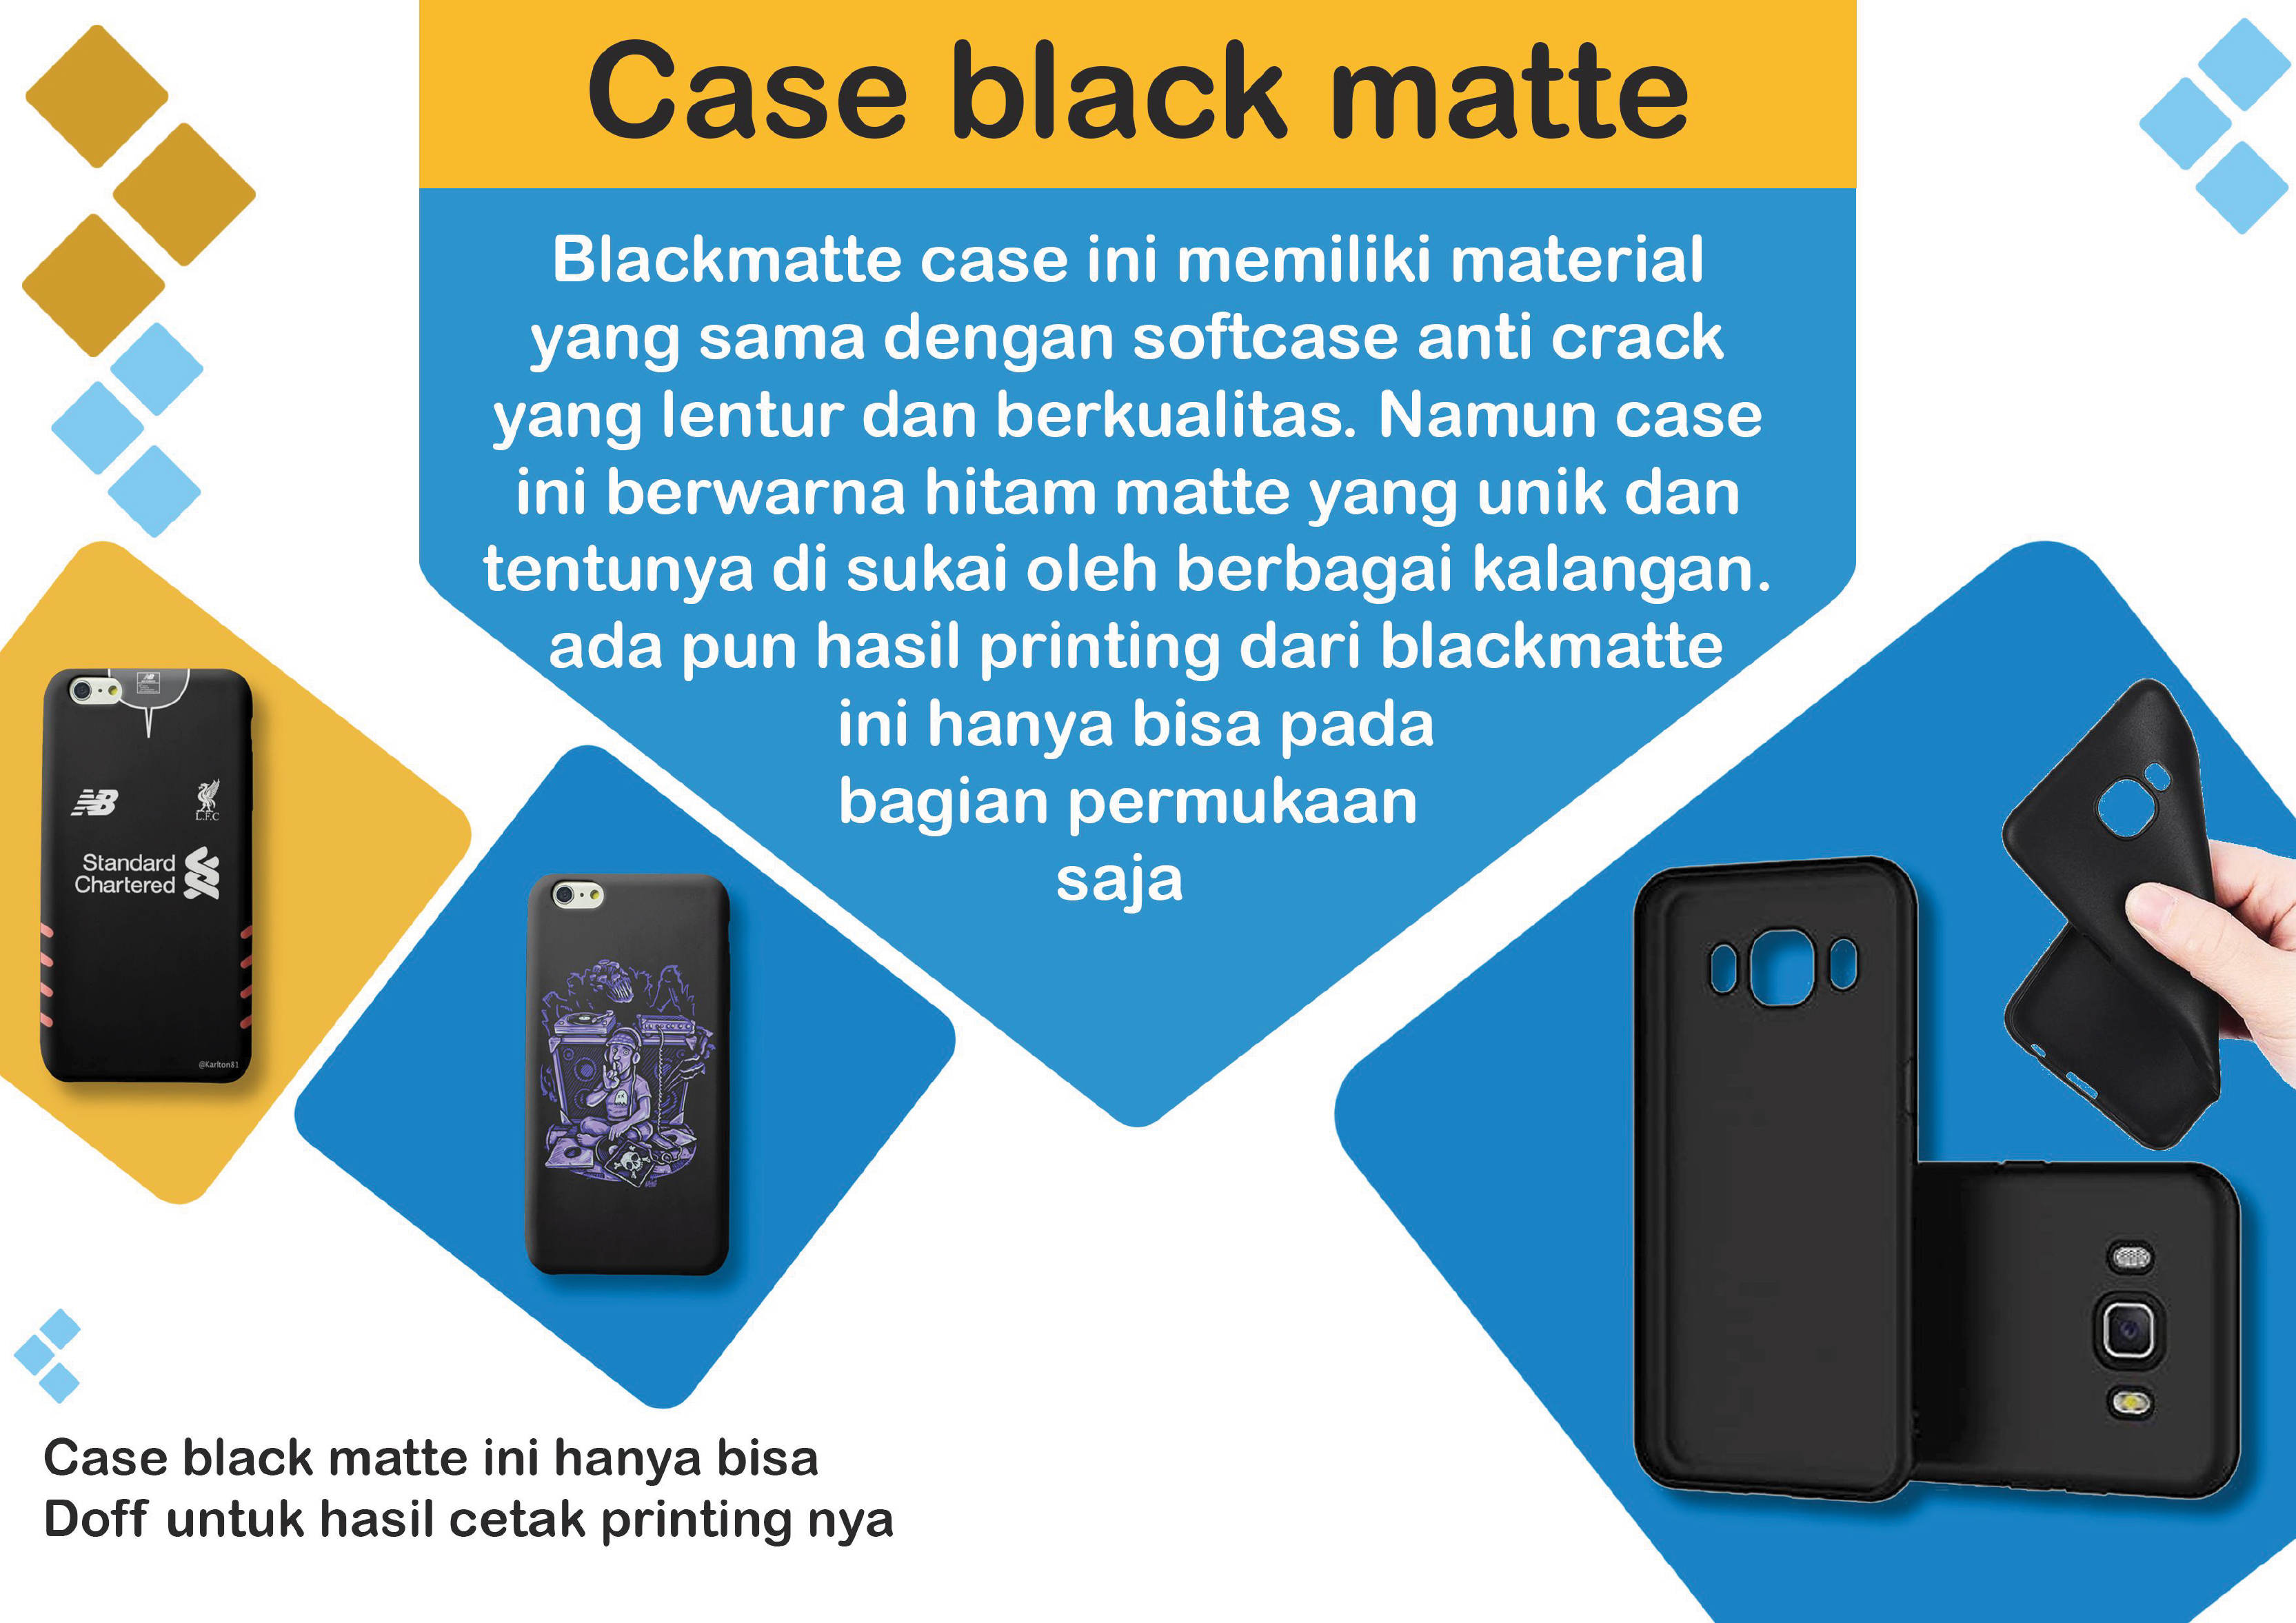 Case black matte
Blackmatte case ini memiliki material
yang sama dengan softcase anti crack
yang lentur dan berkualitas. Namun case
ini berwarna hitam matte yang unik dan
tentunya di sukai oleh berbagai kalangan.
ada pun hasil printing dari blackmatte
ini hanya bisa pada
bagian permukaan
saja
NB
L.F.C
Standard
Chartered
@Karlton81
Case black matte ini hanya bisa
Doff untuk hasil cetak printing nya